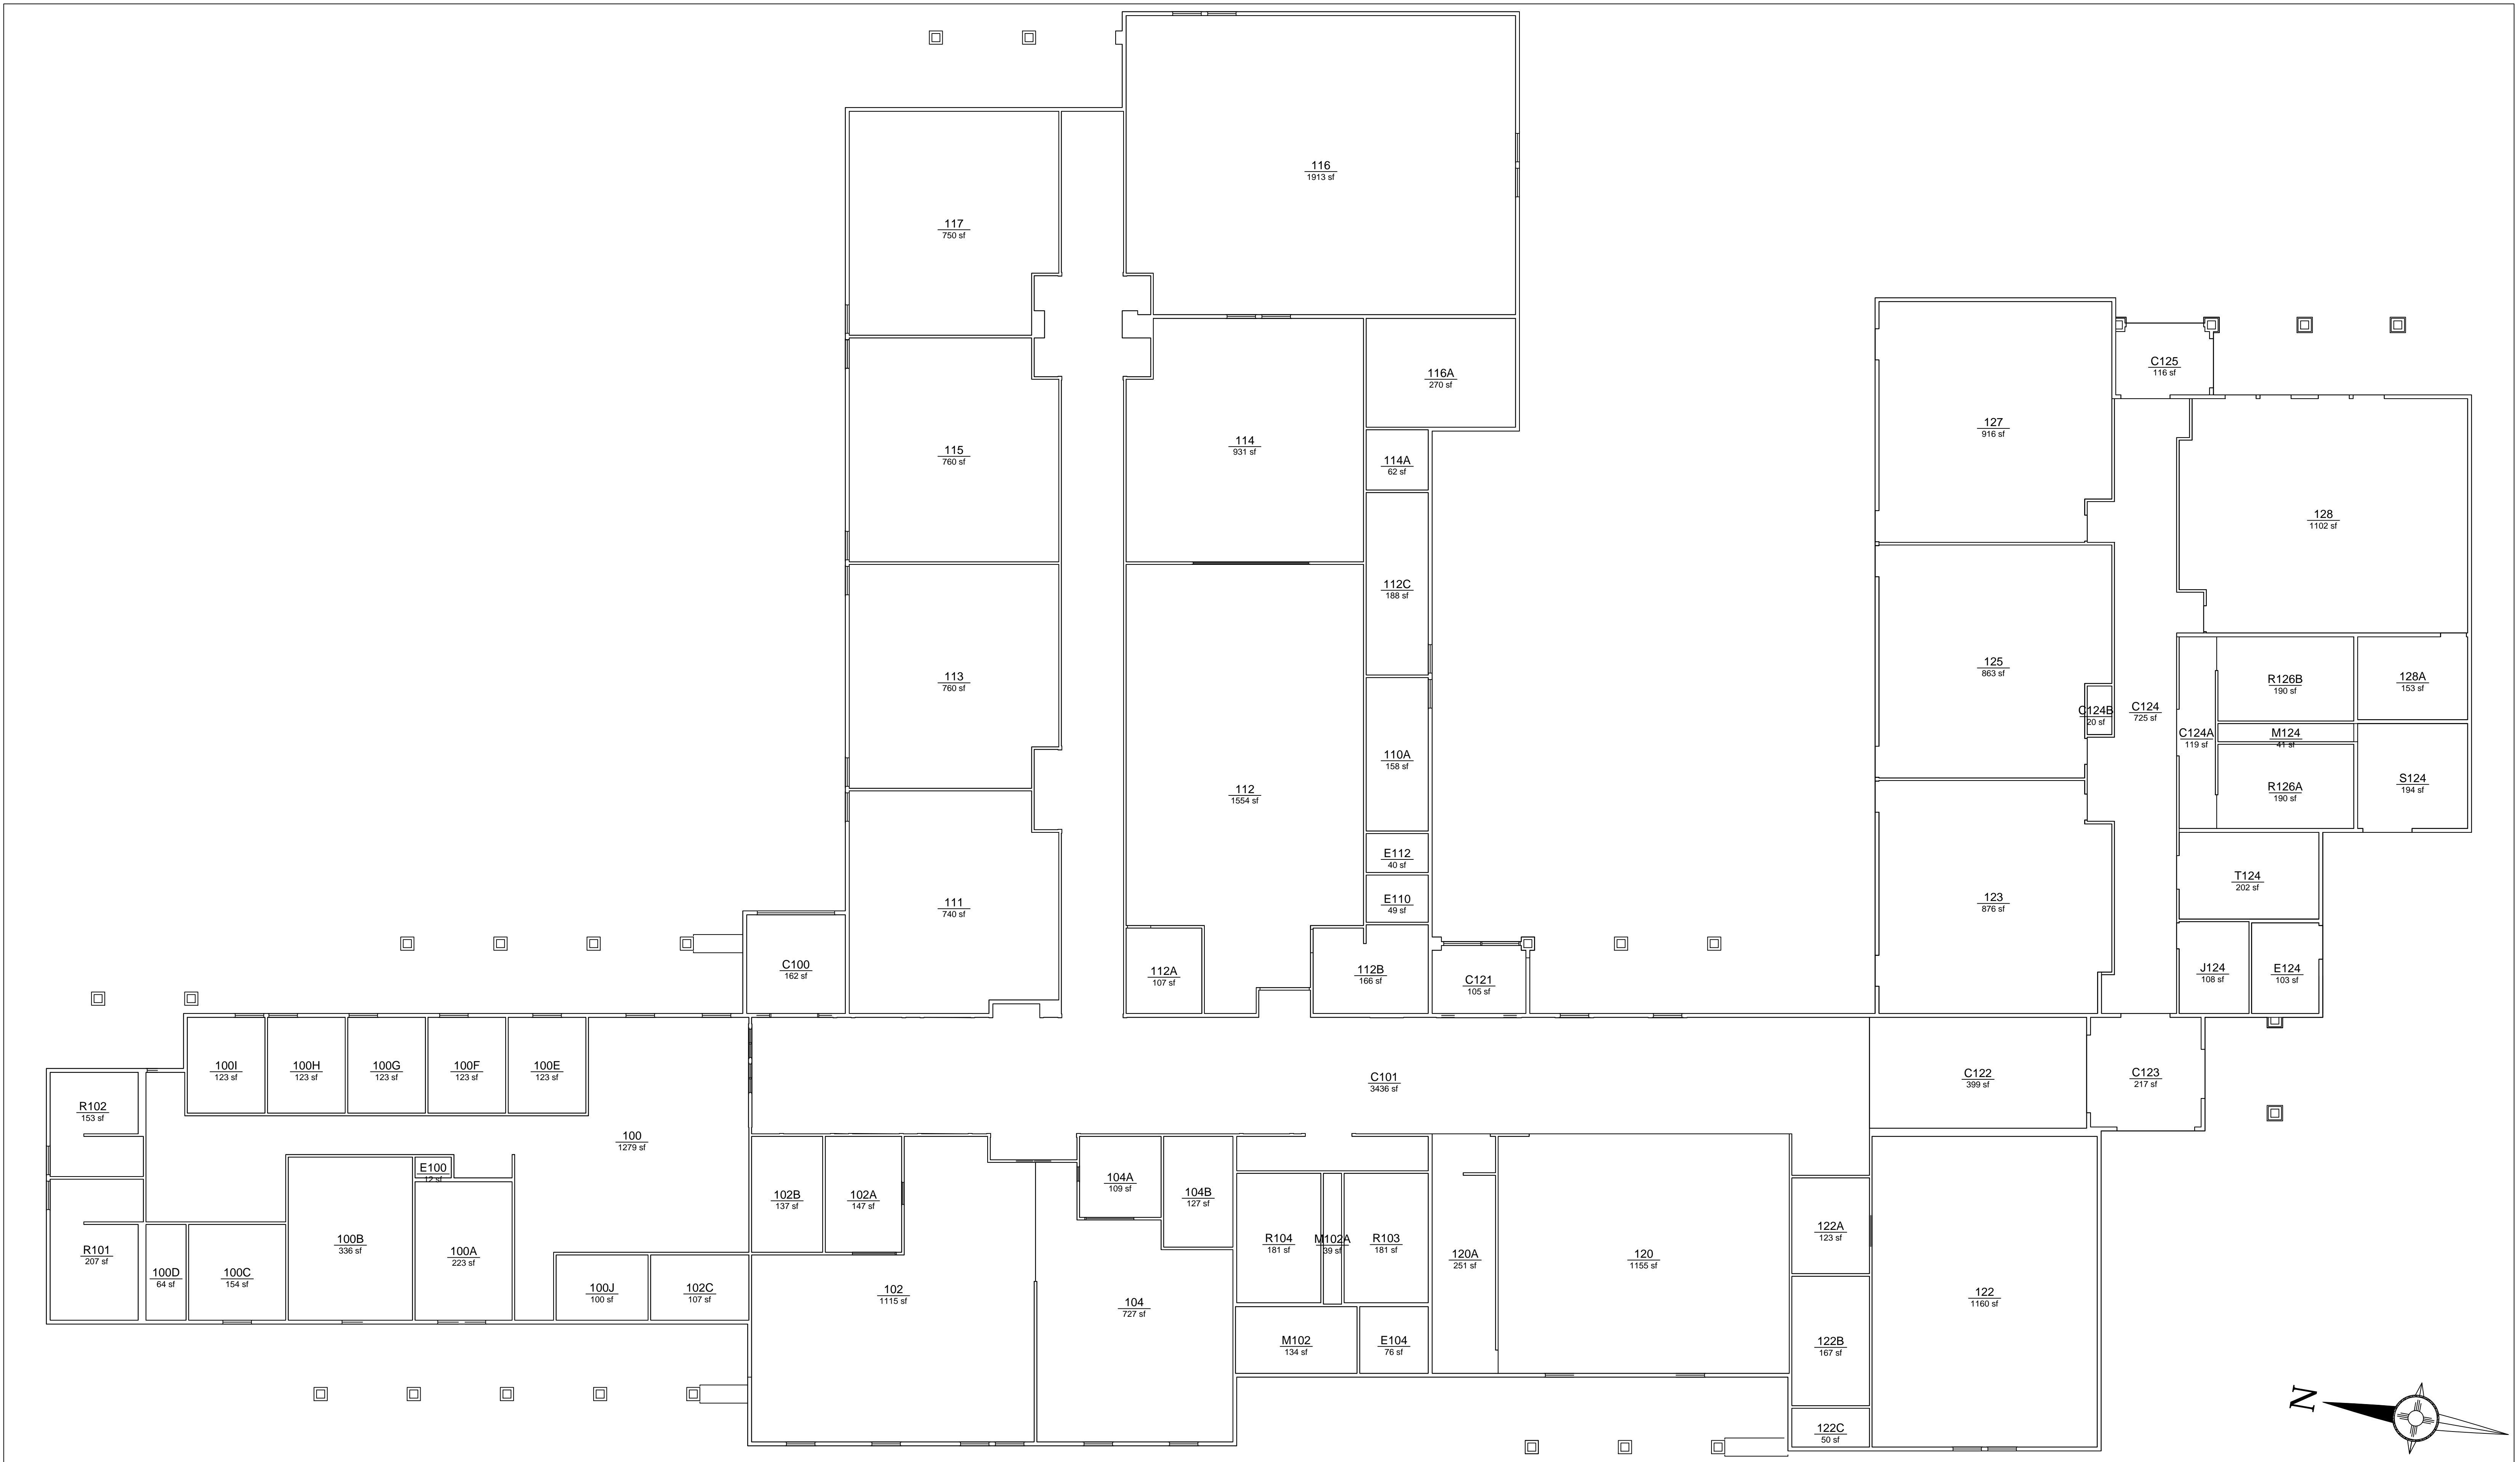 116
1913 sf
117
750 sf
C125
116 sf
116A
270 sf
127
916 sf
114
931 sf
115
760 sf
114A
62 sf
128
1102 sf
112C
188 sf
125
863 sf
113
760 sf
R126B
190 sf
128A
153 sf
C124B
20 sf
C124
725 sf
C124A
119 sf
M124
41 sf
110A
158 sf
S124
194 sf
112
1554 sf
R126A
190 sf
E112
40 sf
T124
202 sf
111
740 sf
E110
49 sf
123
876 sf
C100
162 sf
112A
107 sf
112B
166 sf
C121
105 sf
J124
108 sf
E124
103 sf
100I
123 sf
100H
123 sf
100G
123 sf
100F
123 sf
100E
123 sf
C101
3436 sf
C122
399 sf
C123
217 sf
R102
153 sf
100
1279 sf
E100
12 sf
104A
109 sf
102B
137 sf
102A
147 sf
104B
127 sf
122A
123 sf
R101
207 sf
100B
336 sf
100A
223 sf
R104
181 sf
M102A
39 sf
R103
181 sf
120A
251 sf
120
1155 sf
100D
64 sf
100C
154 sf
100J
100 sf
102C
107 sf
102
1115 sf
104
727 sf
122
1160 sf
M102
134 sf
E104
76 sf
122B
167 sf
122C
50 sf
N